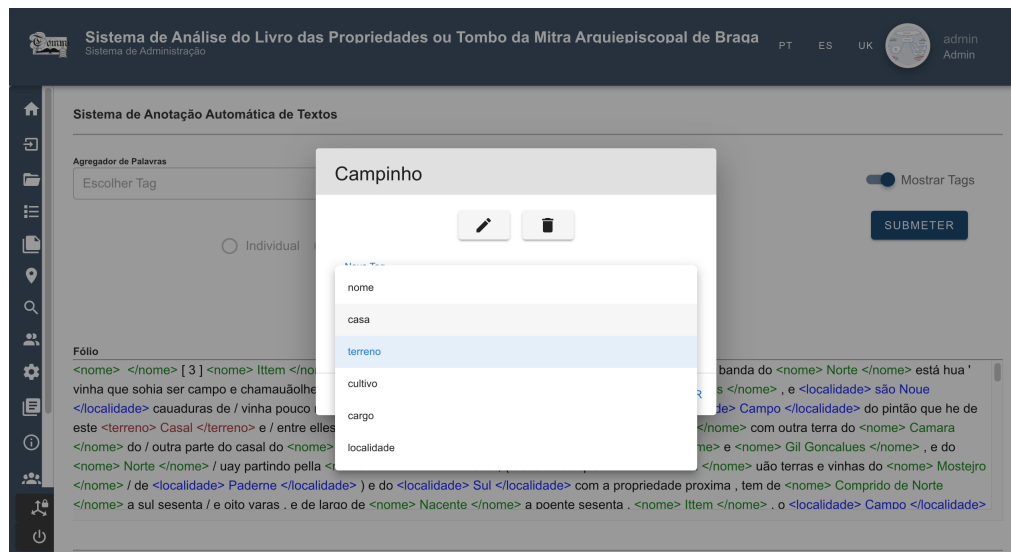 Tomm
Sistema de Análise do Livro das Propriedades ou Tombo da Mitra Arquiepiscopal de Braga
Sistema de Administração
PT ES UK
admin
Admin
Sistema de Anotação Automática de Textos
Agregador de Palavras
Escolher Tag
Individual
Mostrar Tags
SUBMETER
Campinho
nome
casa
terreno
cultivo
cargo
localidade
R
Fólio
<nome> </nome> [ 3 ] <nome> Ittem </no banda do <nome> Norte </nome> está hua '
vinha que sohia ser campo e chamauãolhe s </nome> , e <localidade> são Noue
</localidade> cauaduras de / vinha pouco de> Campo </localidade> do pintão que he de
este <terreno> Casal </terreno> e / entre elles </nome> com outra terra do <nome> Camara
</nome> do / outra parte do casal do <nome> me> e <nome> Gil Goncalues </nome> , e do
<nome> Norte </nome> / uay partindo pella < </nome> uão terras e vinhas do <nome> Mostejro
</nome> / de <localidade> Paderne </localidade> ) e do <localidade> Sul </localidade> com a propriedade proxima , tem de <nome> Comprido de Norte
</nome> a sul sesenta / e oito varas . e de largo de <nome> Nacente </nome> a poente sesenta . <nome> Ittem </nome> . o <localidade> Campo </localidade>